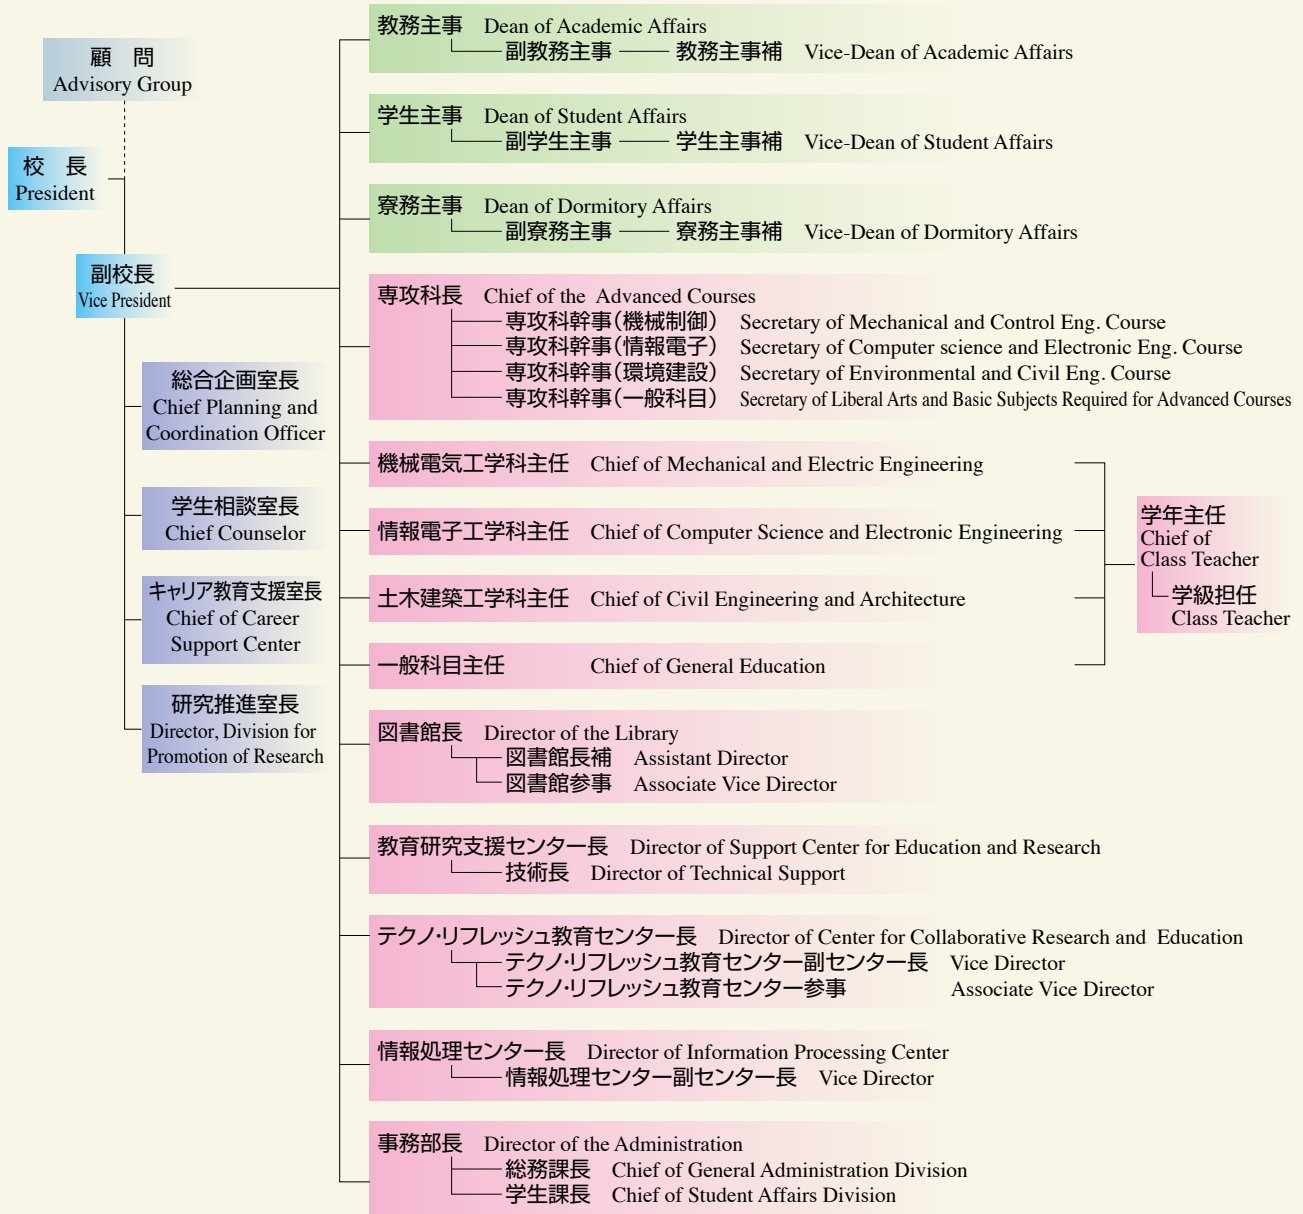 顧　問
Advisory Group
校　長
President
副校長
Vice President
総合企画室長
Chief Planning and
Coordination Officer
学生相談室長
Chief Counselor
キャリア教育支援室長
Chief of Career
Support Center
研究推進室長
Director, Division for
Promotion of Research
教務主事　Dean of Academic Affairs
副教務主事　教務主事補　Vice-Dean of Academic Affairs
学生主事　Dean of Student Affairs
副学生主事　学生主事補　Vice-Dean of Student Affairs
寮務主事　Dean of Dormitory Affairs
副寮務主事　寮務主事補　Vice-Dean of Dormitory Affairs
専攻科長　Chief of the Advanced Courses
専攻科幹事(機械制御)　Secretary of Mechanical and Control Eng. Course
専攻科幹事(情報電子)　Secretary of Computer science and Electronic Eng. Course
専攻科幹事(環境建設)　Secretary of Environmental and Civil Eng. Course
専攻科幹事(一般科目)　Secretary of Liberal Arts and Basic Subjects Required for Advanced Courses
機械電気工学科主任　Chief of Mechanical and Electric Engineering
情報電子工学科主任　Chief of Computer Science and Electronic Engineering
土木建築工学科主任　Chief of Civil Engineering and Architecture
一般科目主任　Chief of General Education
学年主任
Chief of
Class Teacher
学級担任
Class Teacher
図書館長　Director of the Library
図書館長補　Assistant Director
図書館参事　Associate Vice Director
教育研究支援センター長　Director of Support Center for Education and Research
技術長　Director of Technical Support
テクノ・リフレッシュ教育センター長　Director of Center for Collaborative Research and Education
テクノ・リフレッシュ教育センター副センター長　Vice Director
テクノ・リフレッシュ教育センター参事　Associate Vice Director
情報処理センター長　Director of Information Processing Center
情報処理センター副センター長　Vice Director
事務部長　Director of the Administration
総務課長　Chief of General Administration Division
学生課長　Chief of Student Affairs Division